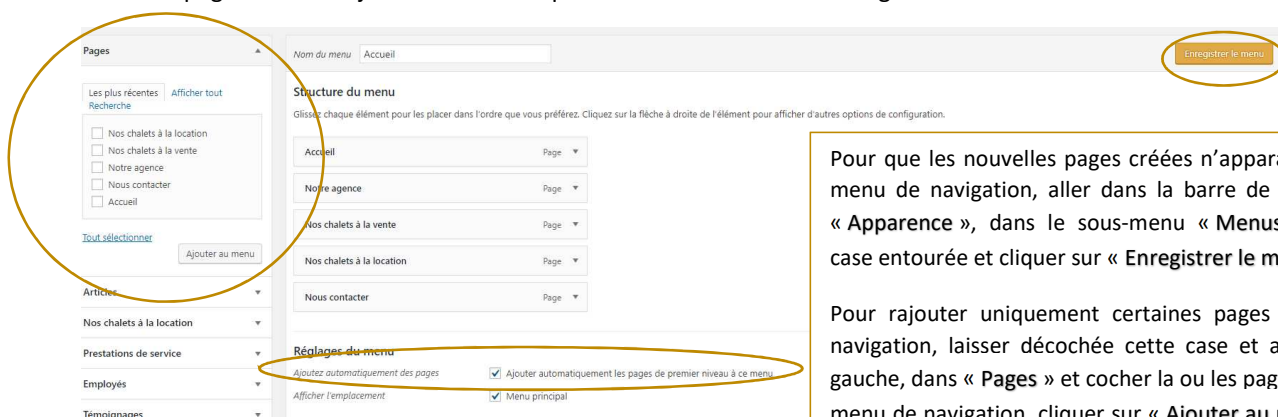 Pages
Nom du menu Accueil
Enregistrer le menu
Les plus récentes Afficher tout
Recherche
Nos chalets à la location
Nos chalets à la vente
Notre agence
Nous contacter
Accueil
Tout sélectionner
Ajouter au menu
Articles
Nos chalets à la location
Prestations de service
Employés
Témoignages
Structure du menu
Glissez chaque élément pour les placer dans l'ordre que vous préférez. Cliquez sur la flèche à droite de l'élément pour afficher d'autres options de configuration.
Accueil Page
Notre agence Page
Nos chalets à la vente Page
Nos chalets à la location Page
Nous contacter Page
Réglages du menu
Ajoutez automatiquement des pages Ajouter automatiquement les pages de premier niveau à ce menu
Afficher l'emplacement Menu principal
Pour que les nouvelles pages créées n’appara
menu de navigation, aller dans la barre de
« Apparence », dans le sous-menu « Menus
case entourée et cliquer sur « Enregistrer le m
Pour rajouter uniquement certaines pages
navigation, laisser décochée cette case et a
gauche, dans « Pages » et cocher la ou les pag
menu de navigation, cliquer sur « Ajouter au